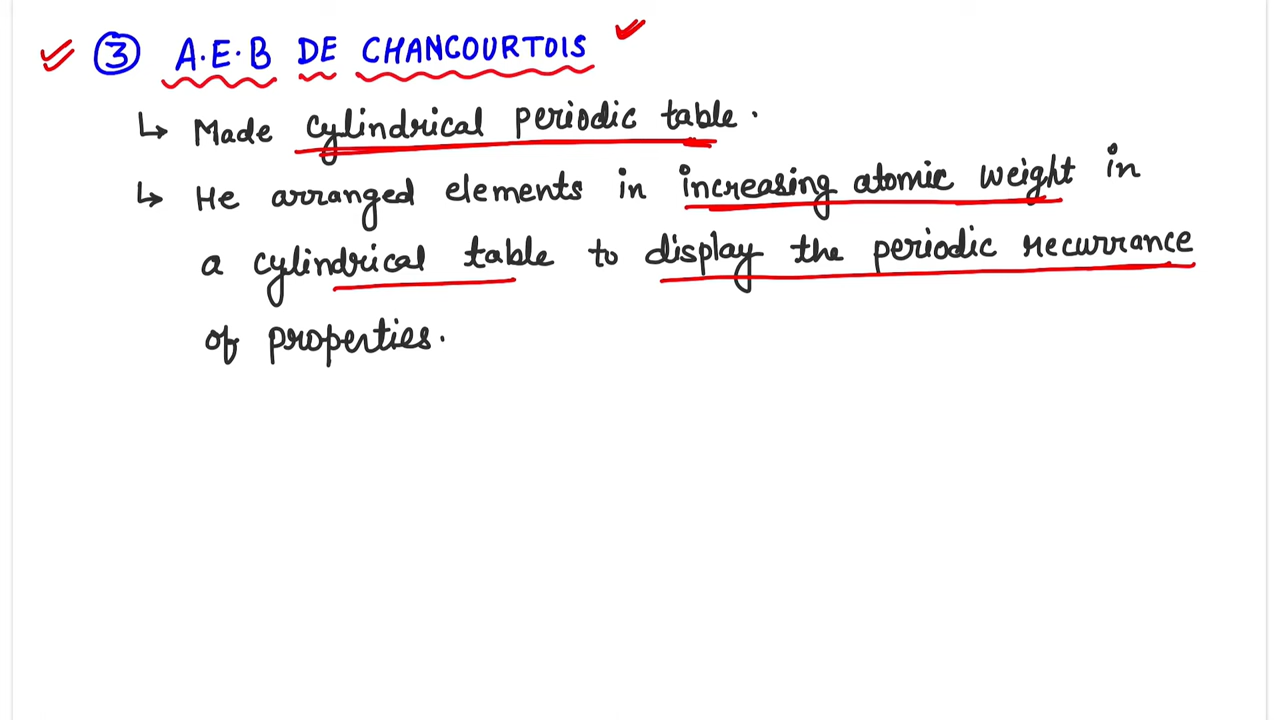 ③ A.E.B DE CHANCOURTOIS
↳ Made cylindrical periodic table.
↳ He arranged elements in increasing atomic weight in
a cylindrical table to display the periodic recurrance
of properties.